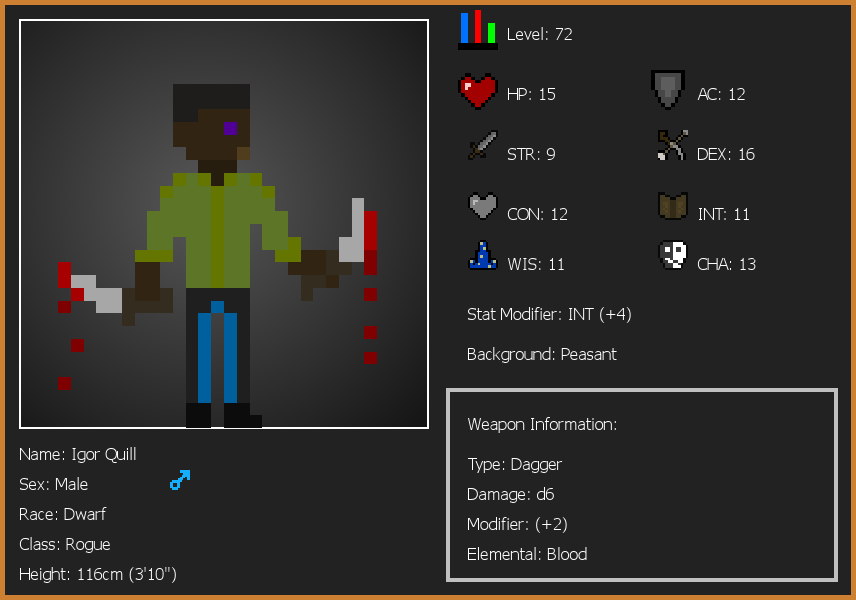 Level: 72
HP: 15
AC: 12
STR: 9
DEX: 16
CON: 12
INT: 11
WIS: 11
CHA: 13
Stat Modifier: INT (+4)
Background: Peasant
Weapon Information:
Type: Dagger
Damage: d6
Modifier: (+2)
Elemental: Blood
Name: Igor Quill
Sex: Male
Race: Dwarf
Class: Rogue
Height: 116cm (3'10")